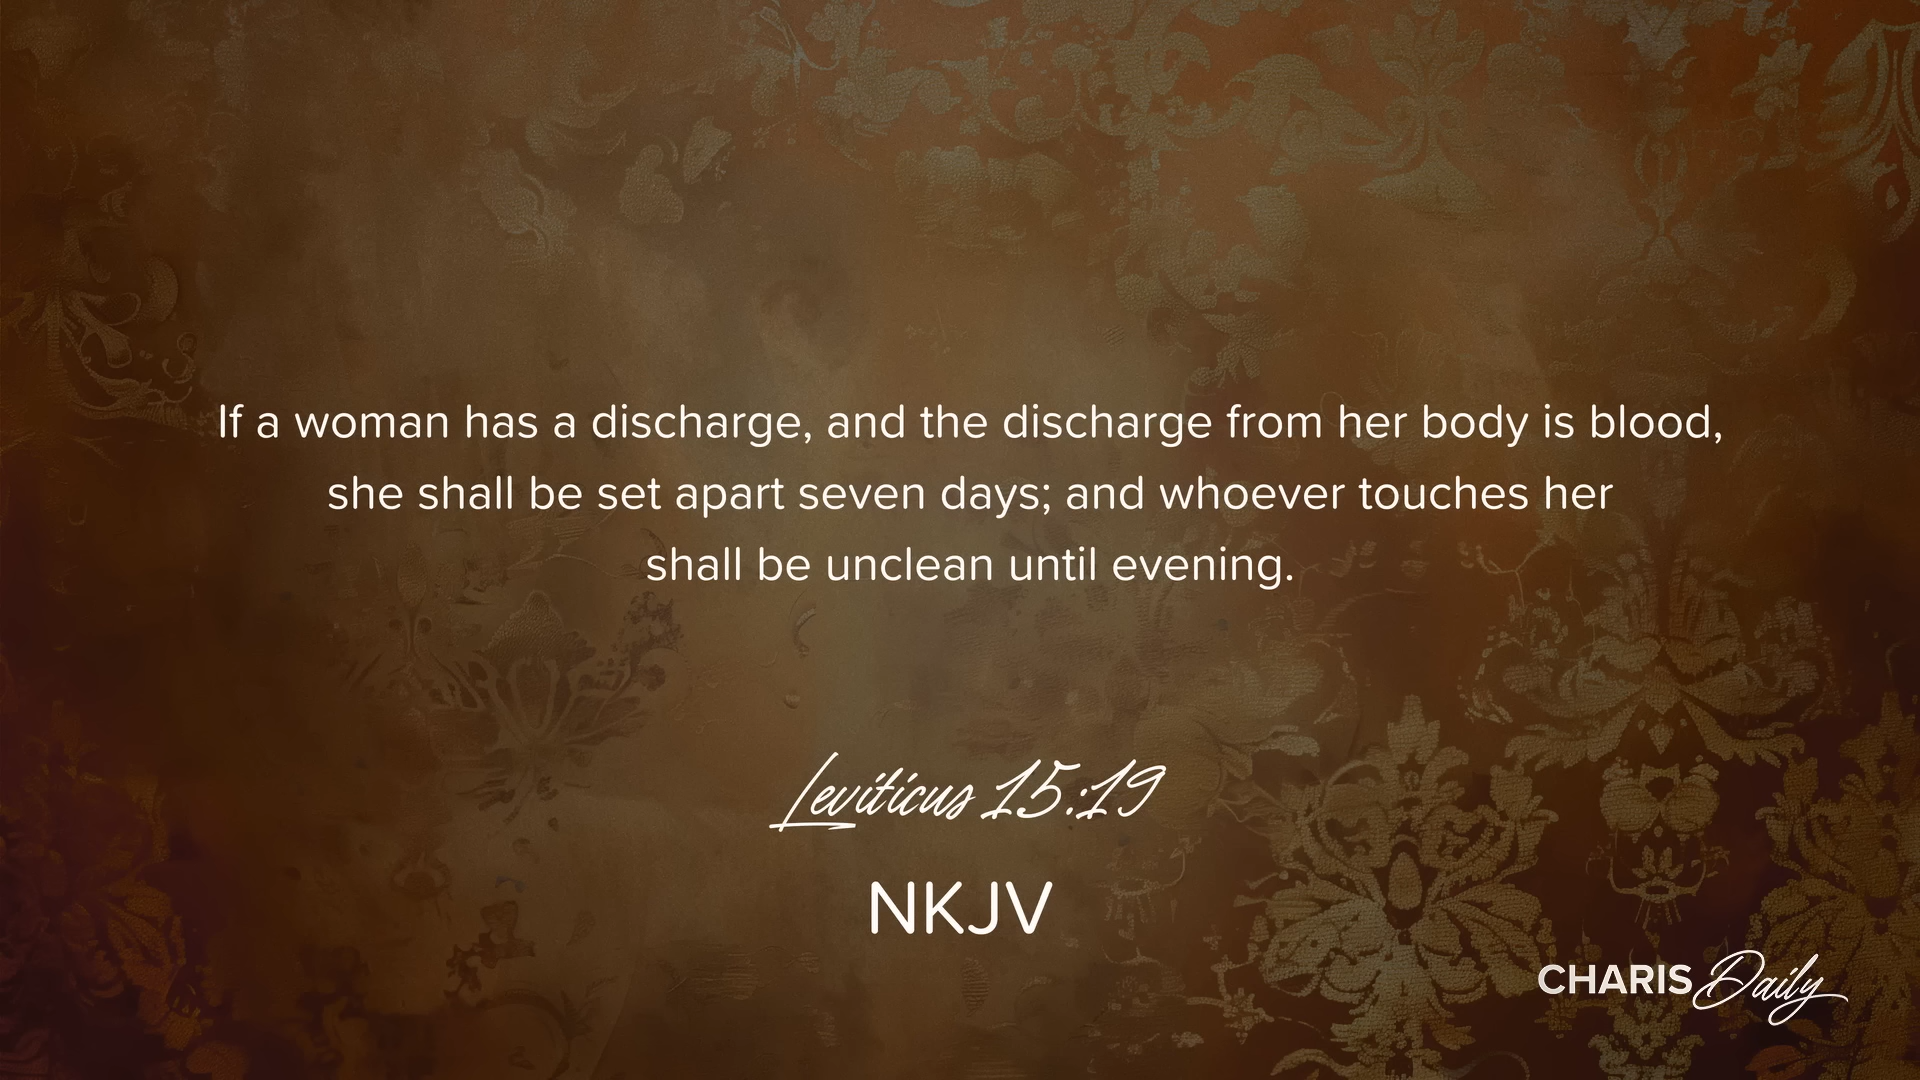 If a woman has a discharge, and the discharge from her body is blood,
she shall be set apart seven days; and whoever touches her
shall be unclean until evening.
Leviticus 15:19
NKJV
CHARIS Daily